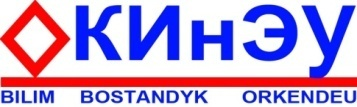 КИнЭУ
BILIM BOSTANDYK ORKENDEU